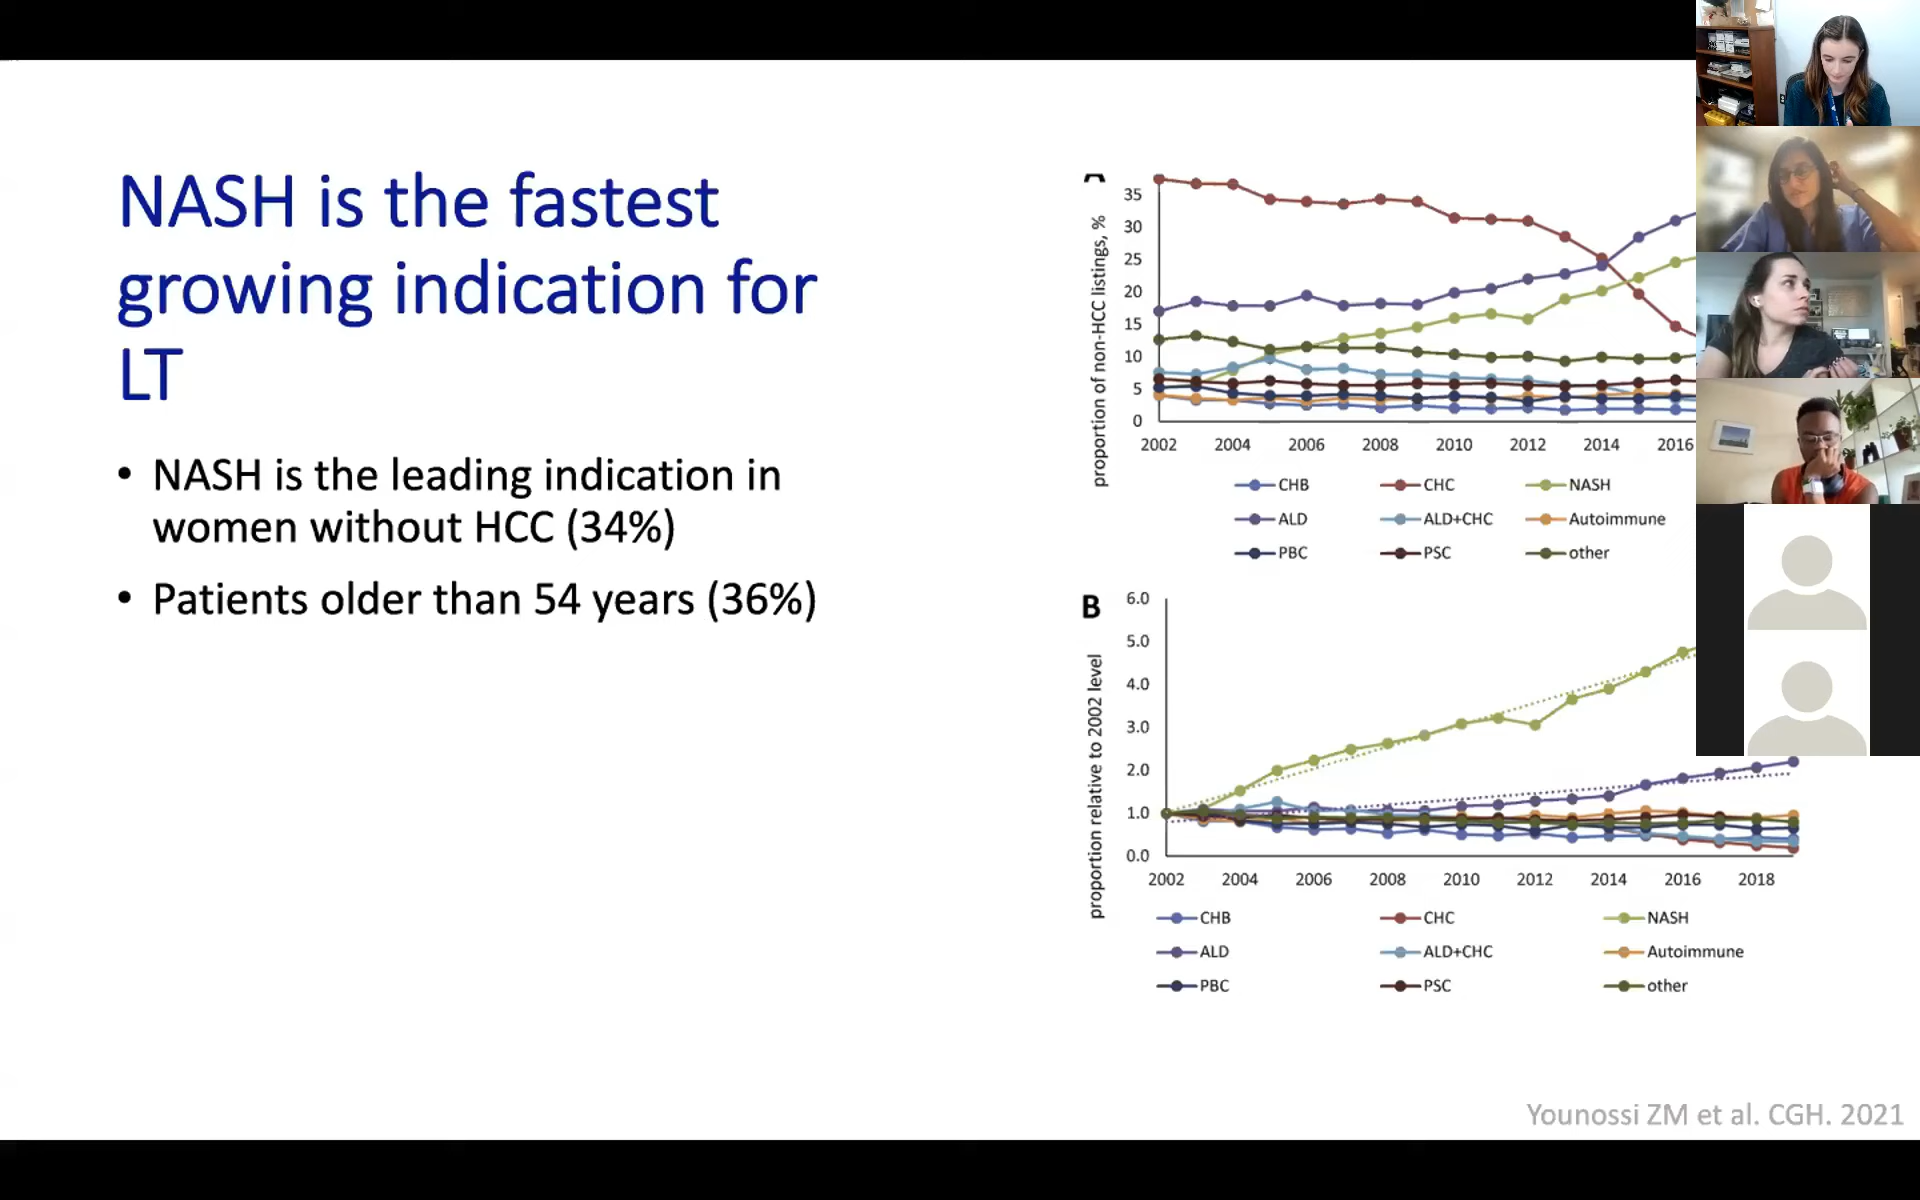 NASH is the fastest
growing indication for
LT
• NASH is the leading indication in
women without HCC (34%)
• Patients older than 54 years (36%)
proportion of non-HCC listings, %
35
30
25
20
15
10
5
0
2002 2004 2006 2008 2010 2012 2014 2016
CHB CHC NASH
ALD ALD+CHC Autoimmune
PBC PSC other
B
proportion relative to 2002 level
6.0
5.0
4.0
3.0
2.0
1.0
0.0
2002 2004 2006 2008 2010 2012 2014 2016 2018
CHB CHC NASH
ALD ALD+CHC Autoimmune
PBC PSC other
Younossi ZM et al. CGH. 2021